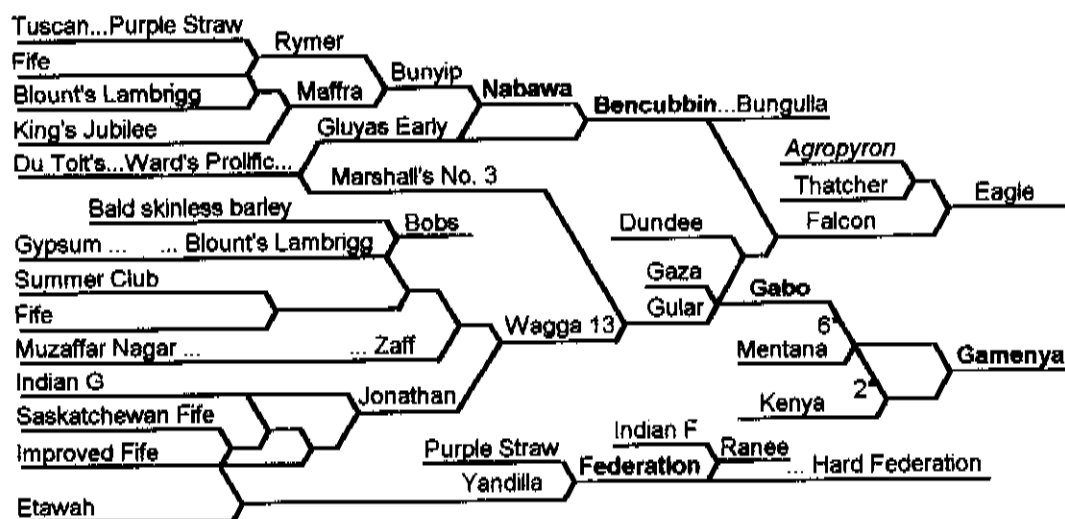 Tuscan...Purple Straw
Rymer
Fife
Bunyip
Nabawa
Blount's Lambrigg
Maffra
Bencubbin...Bungulla
King's Jubilee
Gluyas Early
Agropyron
Du Toit's...Ward's Prolific...
Marshall's No. 3
Thatcher
Eagle
Bald skinless barley
Bobs
Dundee
Falcon
Gypsum ... ... Blount's Lambrigg
Gaza
Summer Club
Gabo
Fife
Wagga 13
Gular
6*
Muzaffar Nagar ... ... Zaff
Mentana
Gamenya
Indian G
Jonathan
2*
Saskatchewan Fife
Kenya
Improved Fife
Purple Straw
Indian F
Ranee
Yandilla
Federation
... Hard Federation
Etawah